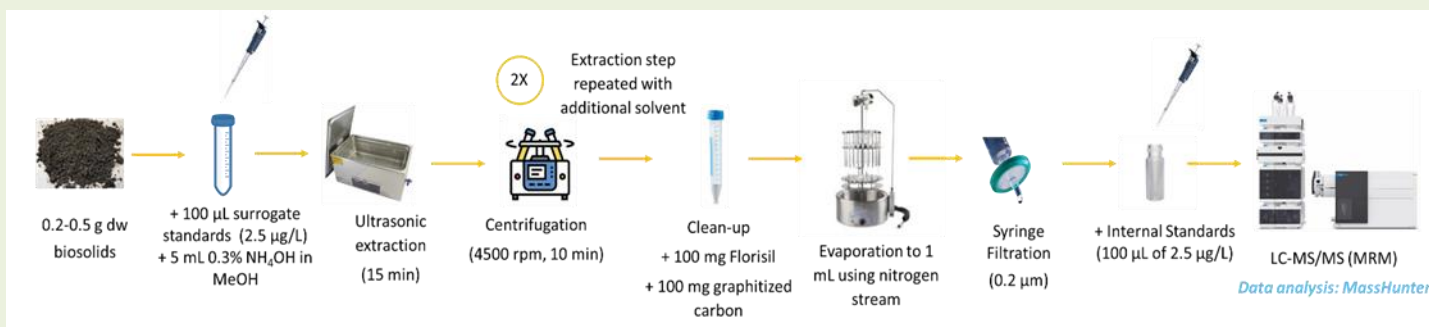 0.2-0.5 g dw
biosolids
+ 100 µL surrogate
standards (2.5 µg/L)
+ 5 mL 0.3% NH₄OH in
MeOH
Ultrasonic
extraction
(15 min)
2X
Extraction step
repeated with
additional solvent
Centrifugation
(4500 rpm, 10 min)
Clean-up
+ 100 mg Florisil
+ 100 mg graphitized
carbon
Evaporation to 1
mL using nitrogen
stream
Syringe
Filtration
(0.2 µm)
+ Internal Standards
(100 µL of 2.5 µg/L)
LC-MS/MS (MRM)
Data analysis: MassHunter